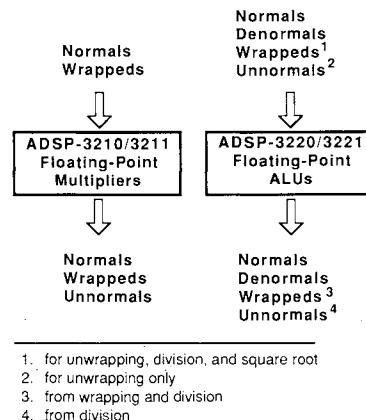 Normals
Wrappeds
ADSP-3210/3211
Floating-Point
Multipliers
Normals
Wrappeds
Unnormals
Normals
Denormals
Wrappeds1
Unnormals2
ADSP-3220/3221
Floating-Point
ALUs
Normals
Denormals
Wrappeds3
Unnormals4
1. for unwrapping, division, and square root
2. for unwrapping only
3. from wrapping and division
4. from division